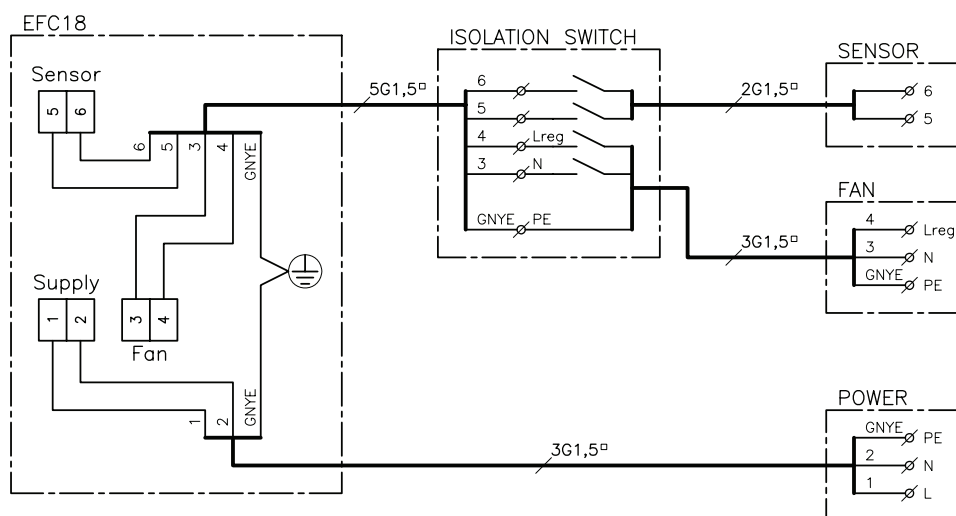 EFC18
Sensor
5 6
6 5 3 4 GNYE
Supply
1 2
3 4
Fan
1 2 GNYE
5G1,5□
ISOLATION SWITCH
6
5
4 Lreg
3 N
GNYE PE
2G1,5□
SENSOR
6
5
3G1,5□
FAN
4 Lreg
3 N
GNYE PE
3G1,5□
POWER
GNYE PE
2 N
1 L